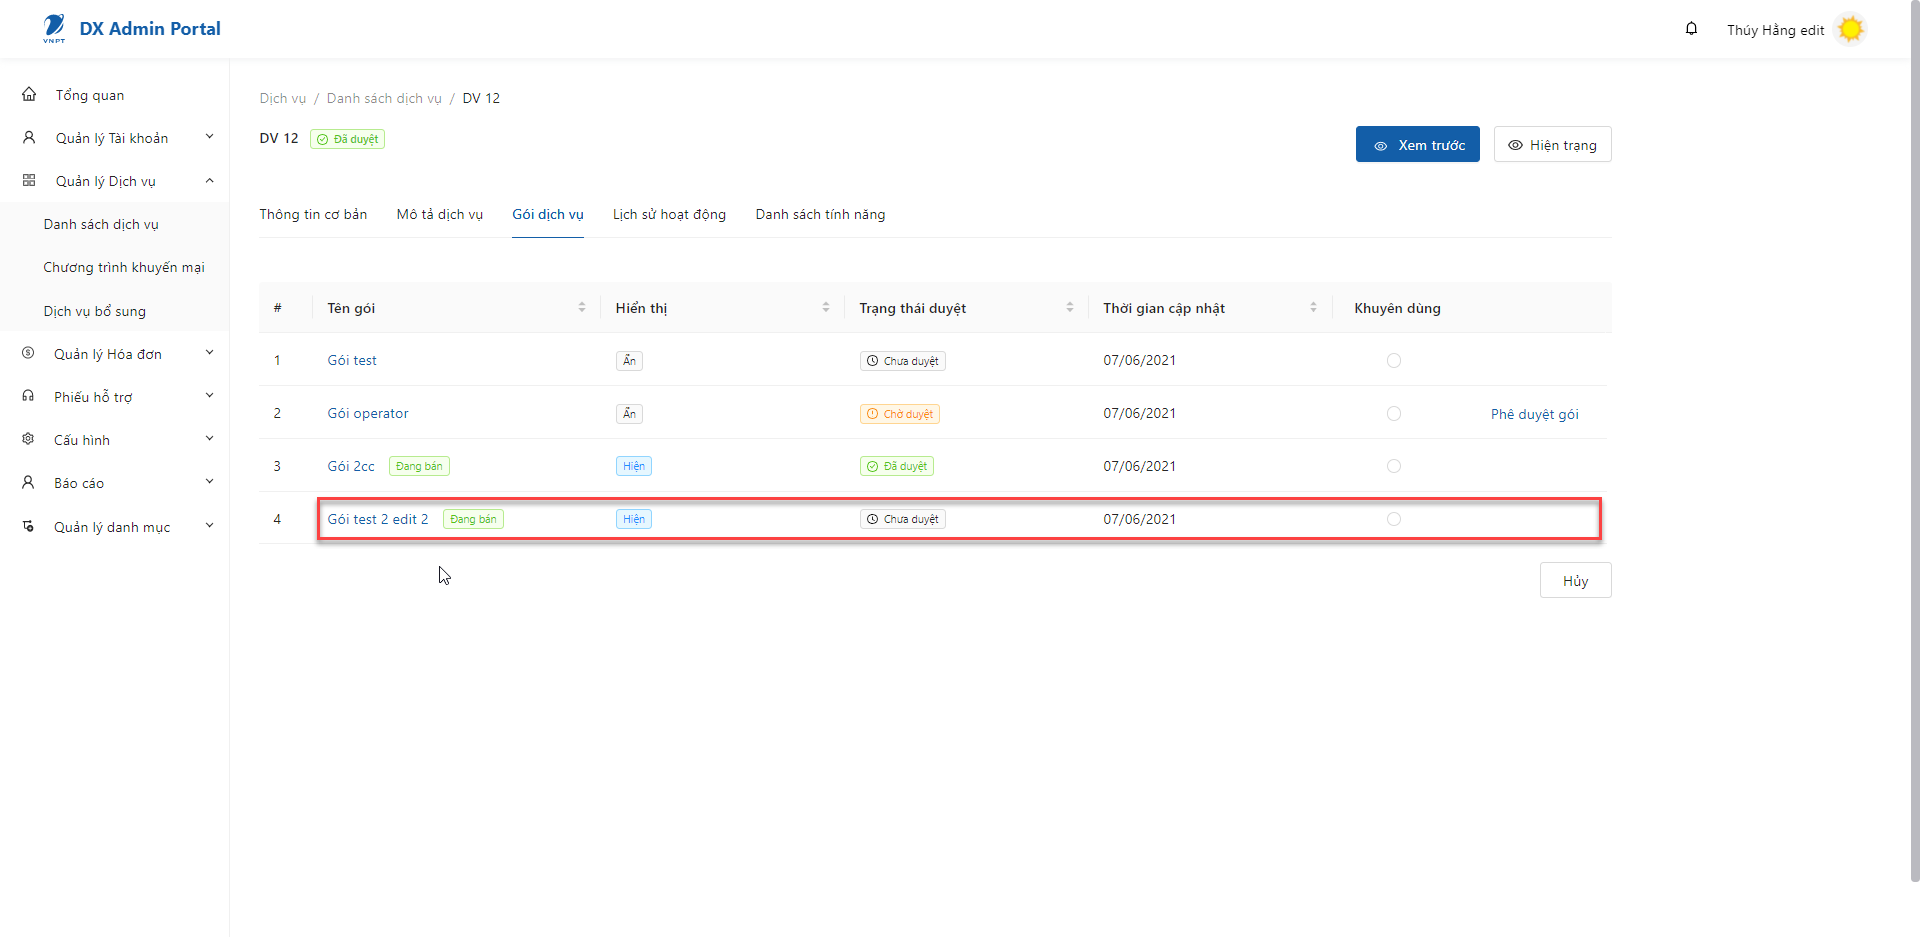 VNPT
DX Admin Portal
Thúy Hằng edit
Tổng quan
Quản lý Tài khoản
Quản lý Dịch vụ
Danh sách dịch vụ
Chương trình khuyến mại
Dịch vụ bổ sung
Quản lý Hóa đơn
Phiếu hỗ trợ
Cấu hình
Báo cáo
Quản lý danh mục
Dịch vụ / Danh sách dịch vụ / DV 12
DV 12 Đã duyệt
Xem trước Hiện trạng
Thông tin cơ bản Mô tả dịch vụ Gói dịch vụ Lịch sử hoạt động Danh sách tính năng
# Tên gói Hiển thị Trạng thái duyệt Thời gian cập nhật Khuyên dùng
1 Gói test Ẩn Chưa duyệt 07/06/2021
2 Gói operator Ẩn Chờ duyệt 07/06/2021 Phê duyệt gói
3 Gói 2cc Đang bán Hiện Đã duyệt 07/06/2021
4 Gói test 2 edit 2 Đang bán Hiện Chưa duyệt 07/06/2021
Hủy